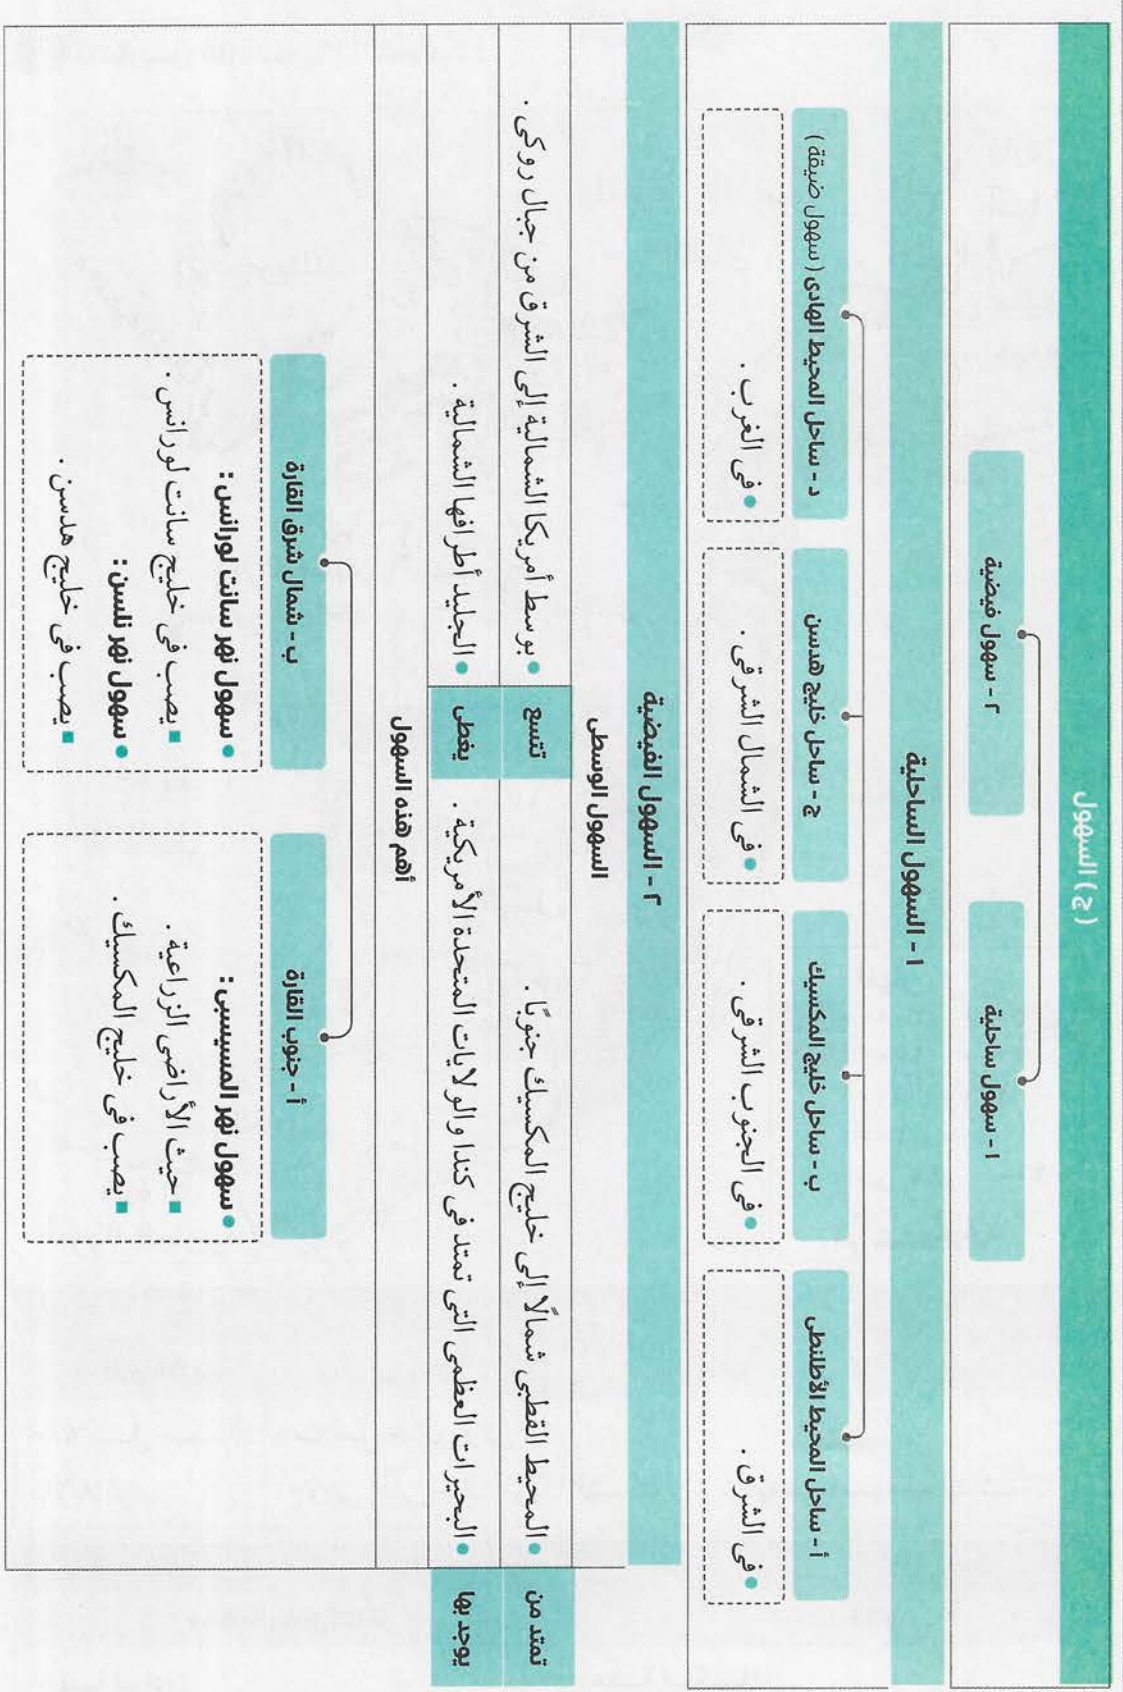 (ج) السهول
١ - سهول ساحلية
٢ - سهول فيضية
١ - السهول الساحلية
أ - ساحل المحيط الأطلنطى
• فى الشرق .
ب - ساحل خليج المكسيك
• فى الجنوب الشرقى .
ج - ساحل خليج هدسن
• فى الشمال الشرقى .
د - ساحل المحيط الهادى (سهول ضيقة)
• فى الغرب .
٢ - السهول الفيضية
السهول الوسطى
تمتد من
• المحيط القطبى شمالًا إلى خليج المكسيك جنوبًا .
تتسع
• بوسط أمريكا الشمالية إلى الشرق من جبال روكى .
يوجد بها
• البحيرات العظمى التى تمتد فى كندا والولايات المتحدة الأمريكية .
يغطى
• الجليد أطرافها الشمالية .
أهم هذه السهول
أ - جنوب القارة
• سهول نهر المسيسبى :
■ حيث الأراضى الزراعية .
■ يصب فى خليج المكسيك .
ب - شمال شرق القارة
• سهول نهر سانت لورانس :
■ يصب فى خليج سانت لورانس .
• سهول نهر نلسن :
■ يصب فى خليج هدسن .